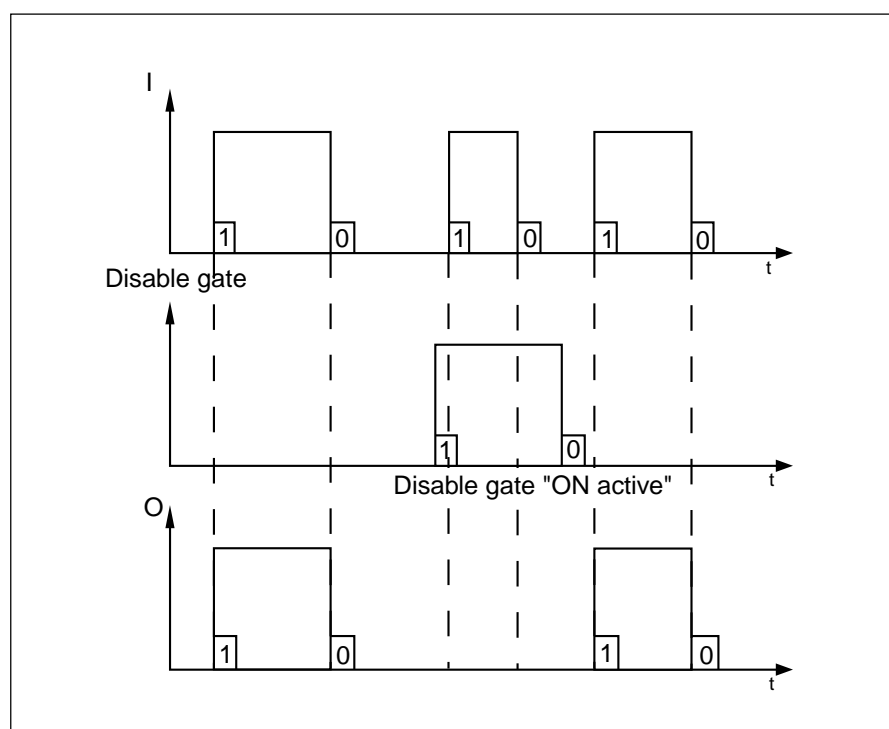 I
1 0 1 0 1 0
t
Disable gate
1 0
Disable gate "ON active"
t
O
1 0 1 0
t